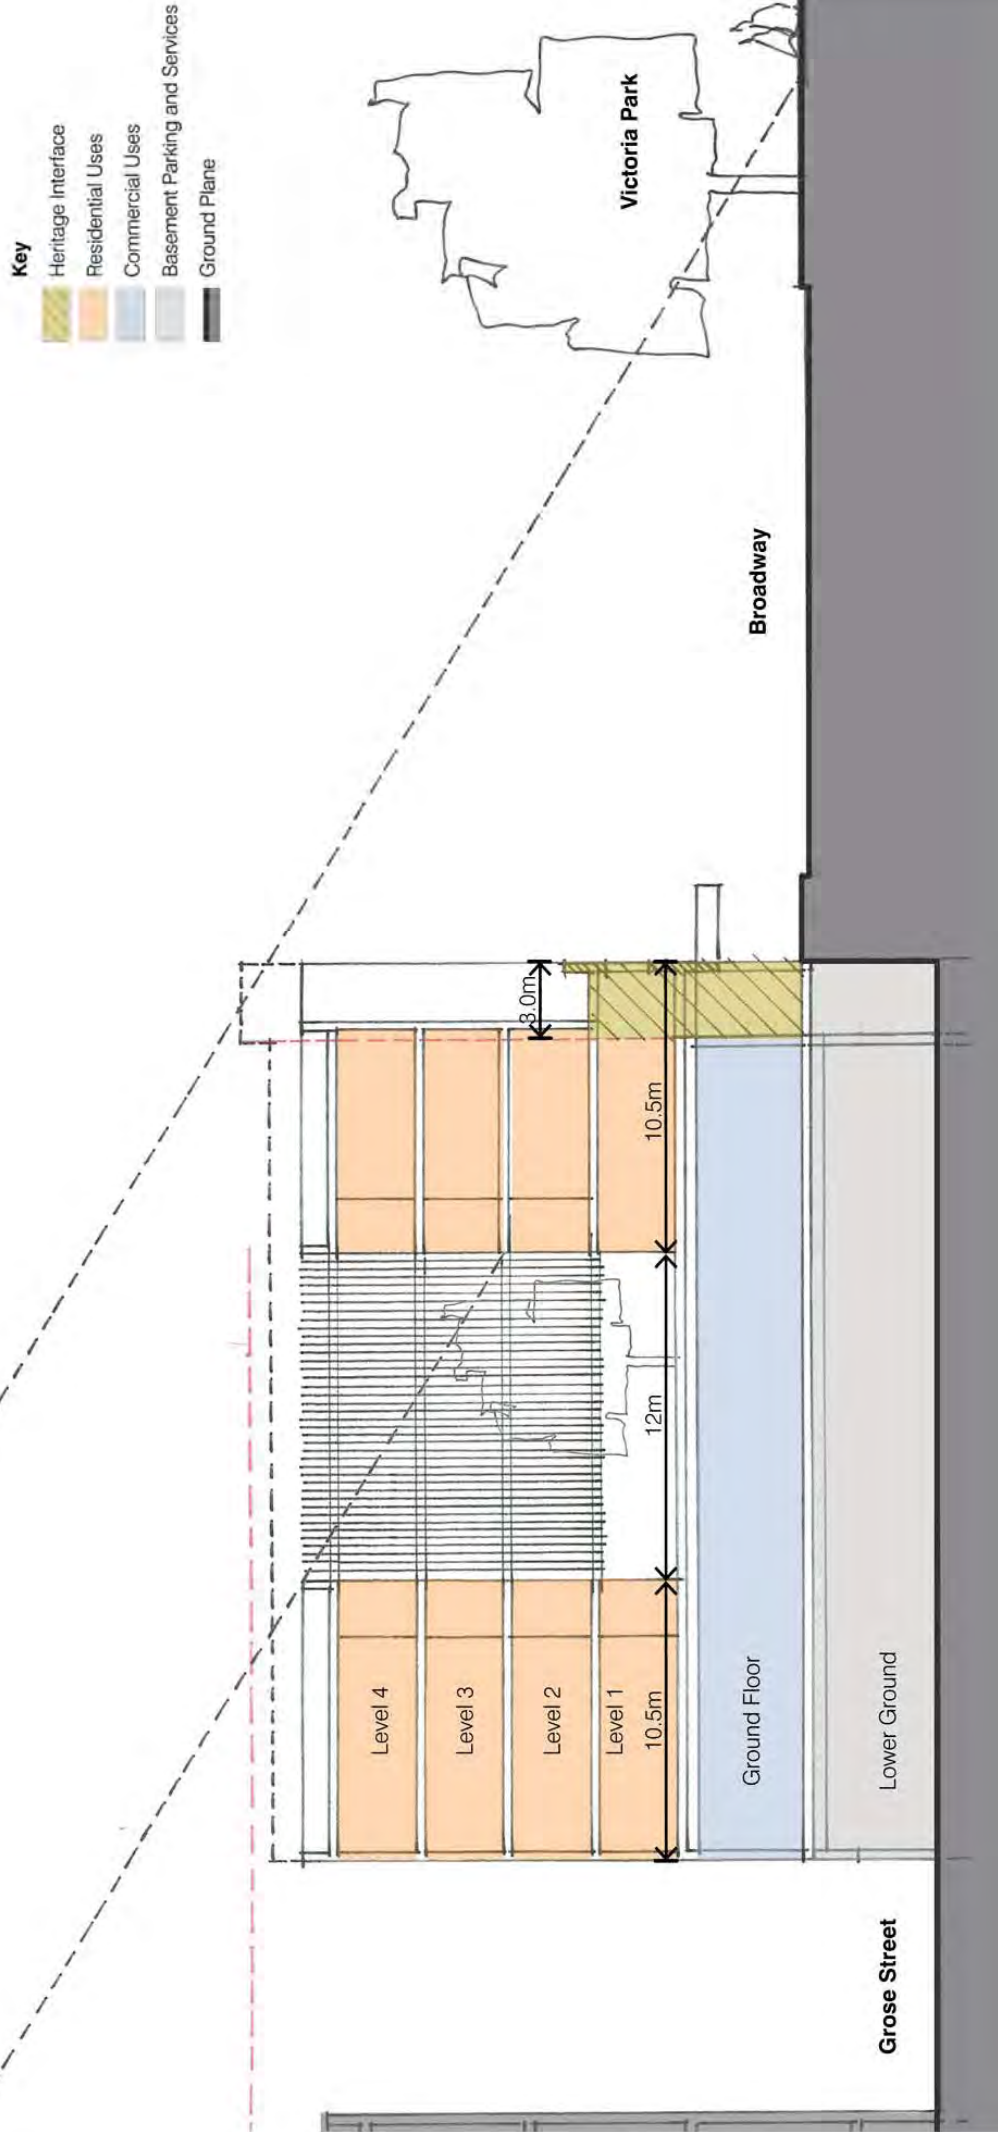 Key
Heritage Interface
Residential Uses
Commercial Uses
Basement Parking and Services
Ground Plane
Victoria Park
Broadway
3.0m
10.5m
12m
Level 4
Level 3
Level 2
Level 1
10.5m
Ground Floor
Lower Ground
Grose Street